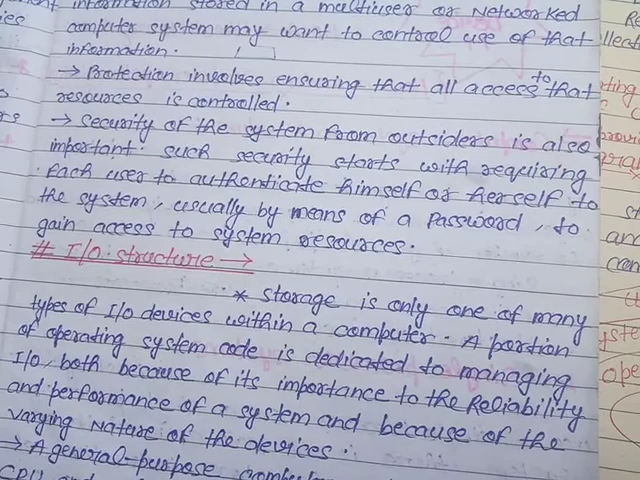 information stored in a multiuser or Networked
computer system may want to control use of that
information.
→ Protection involves ensuring that all access to that
resources is controlled.
→ Security of the system from outsiders is also
important. such security starts with requiring
each user to authenticate himself or herself to
the system, usually by means of a Password, to
gain access to system resources.
# I/O structure →
* Storage is only one of many
types of I/O devices within a computer. A portion
of operating system code is dedicated to managing
I/O, both because of its importance to the Reliability
and performance of a system and because of the
varying Nature of the devices.
→ A general-purpose